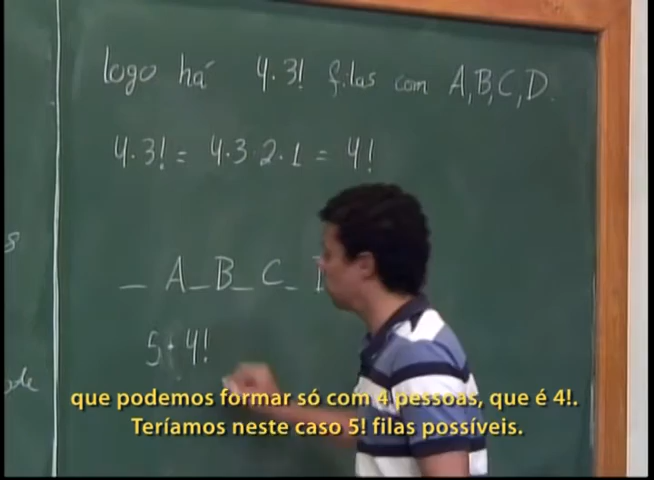 logo há 4·3! filas com A,B,C,D.
4·3! = 4·3·2·1 = 4!
_ A _ B _ C _
5·4!
que podemos formar só com 4 pessoas, que é 4!.
Teríamos neste caso 5! filas possíveis.